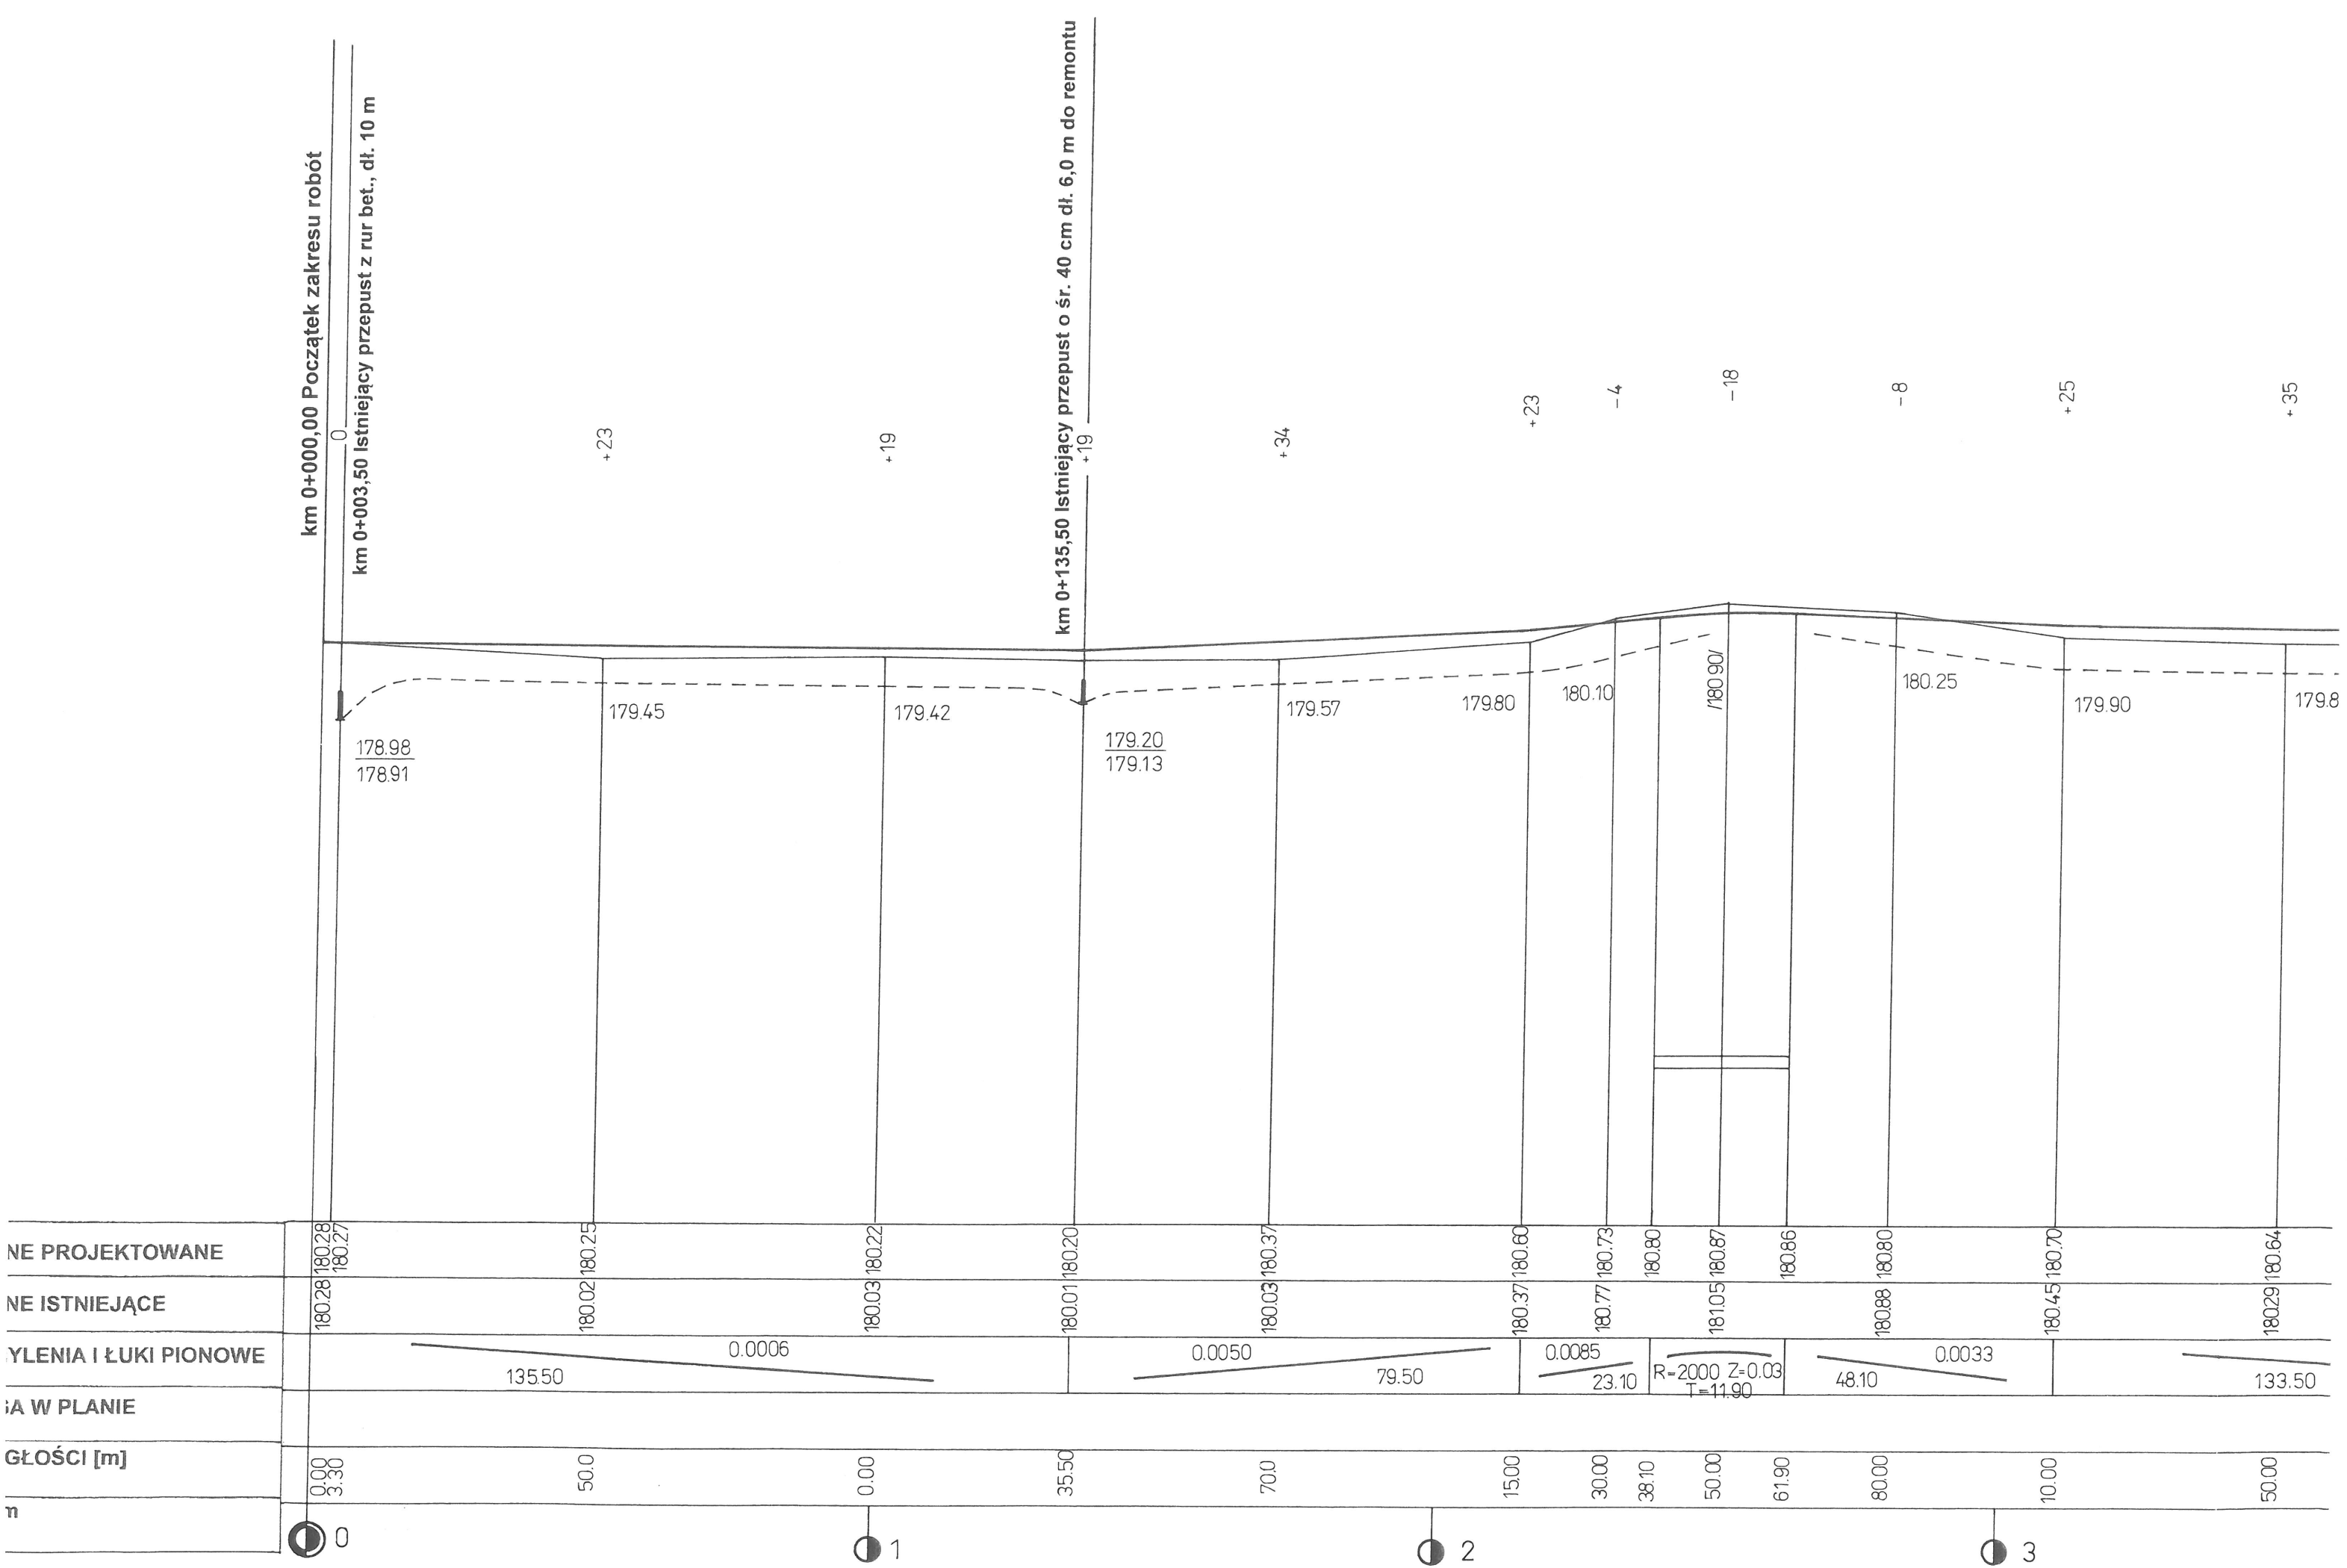 km 0+000,00 Początek zakresu robót
0
km 0+003,50 Istniejący przepust z rur bet., dł. 10 m
+23
+19
km 0+135,50 Istniejący przepust o śr. 40 cm dł. 6,0 m do remontu
+19
+34
+23
-4
-18
-8
+25
+35
178.98
178.91
179.45
179.42
179.20
179.13
179.57
179.80
180.10
/180.90/
180.25
179.90
179.8
NE PROJEKTOWANE
180.28 180.27 180.25 180.22 180.20 180.37 180.60 180.73 180.80 180.87 180.86 180.80 180.70 180.64
NE ISTNIEJĄCE
180.28 180.02 180.03 180.01 180.03 180.37 180.77 181.05 180.88 180.45 180.29
YLENIA I ŁUKI PIONOWE
0.0006 0.0050 0.0085 0.0033
135.50 79.50 23.10 R=2000 Z=0.03 48.10 133.50
T=11.90
GA W PLANIE
GŁOŚCI [m]
0.00 3.30 50.0 0.00 35.50 70.0 15.00 30.00 38.10 50.00 61.90 80.00 10.00 50.00
m
0 1 2 3